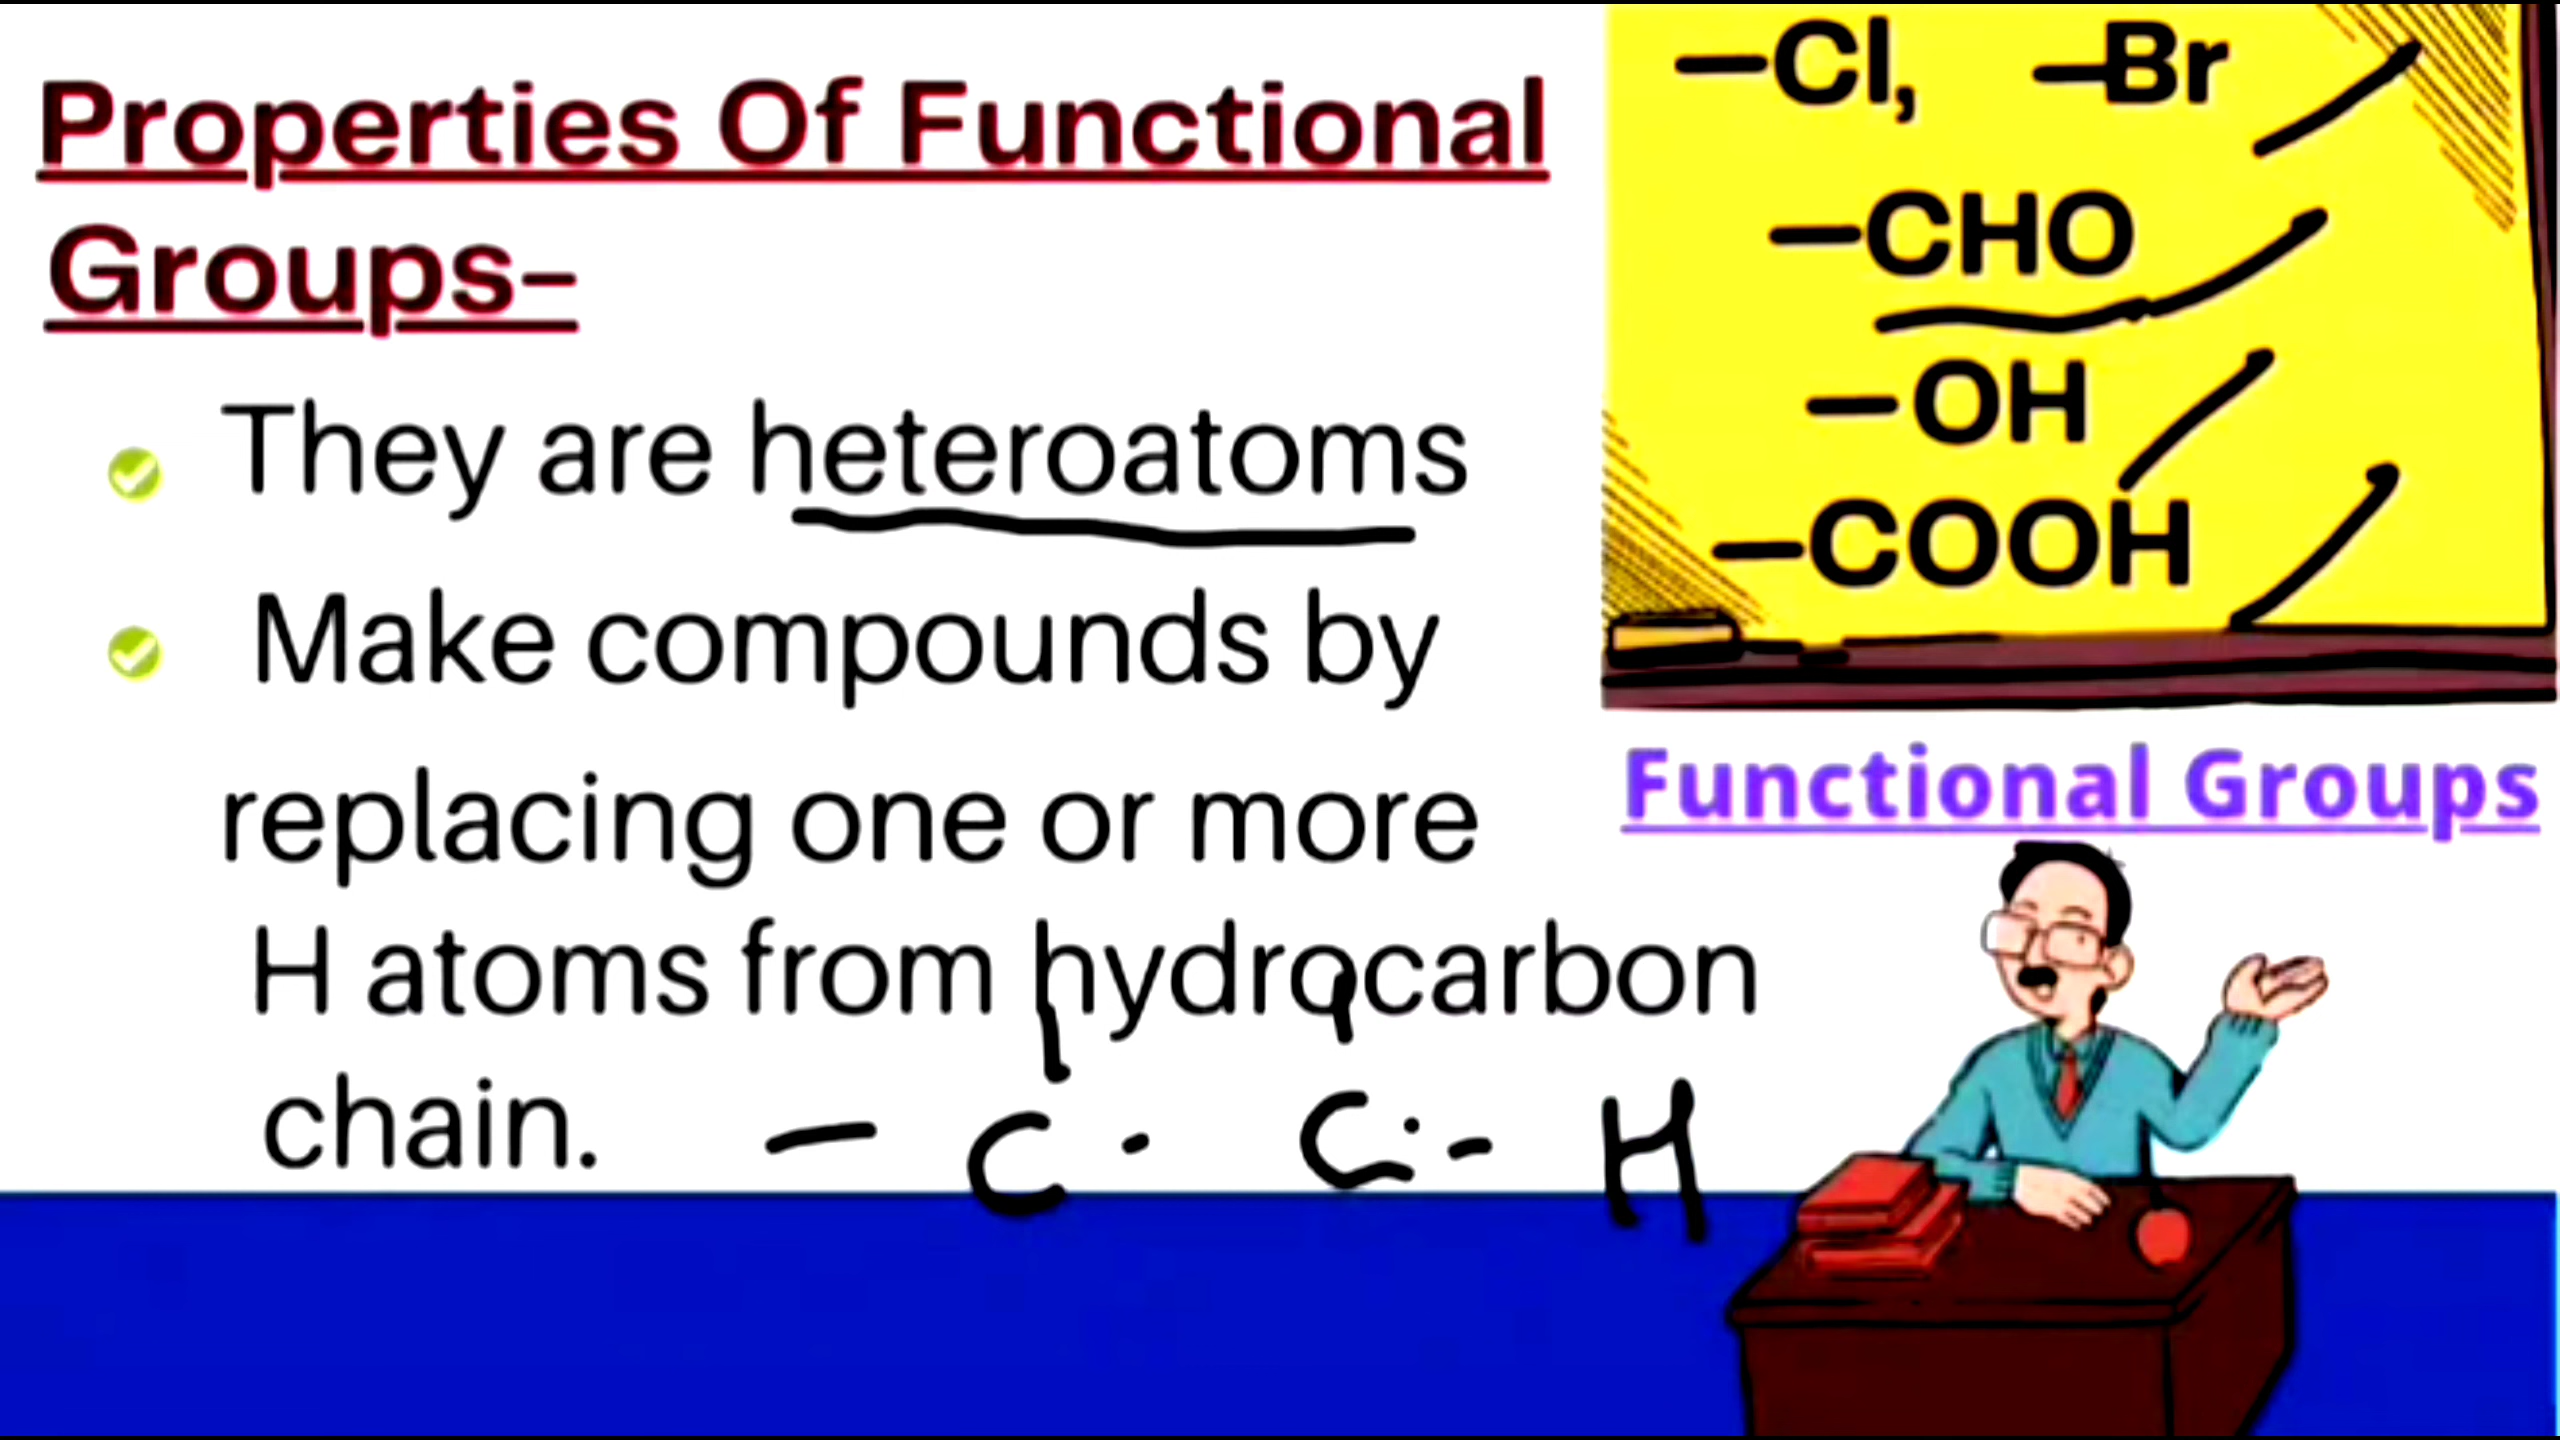 Properties Of Functional
Groups–
They are heteroatoms
Make compounds by
replacing one or more
H atoms from hydrocarbon
chain.
– C - C - H
–Cl, –Br
–CHO
–OH
–COOH
Functional Groups